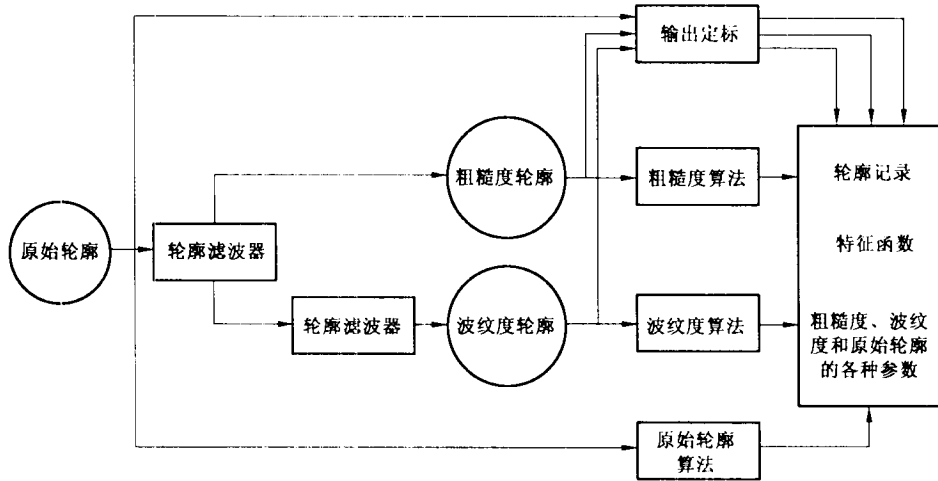 输出定标
粗糙度轮廓
粗糙度算法
轮廓记录
原始轮廓
轮廓滤波器
特征函数
轮廓滤波器
波纹度轮廓
波纹度算法
粗糙度、波纹
度和原始轮廓
的各种参数
原始轮廓
算法